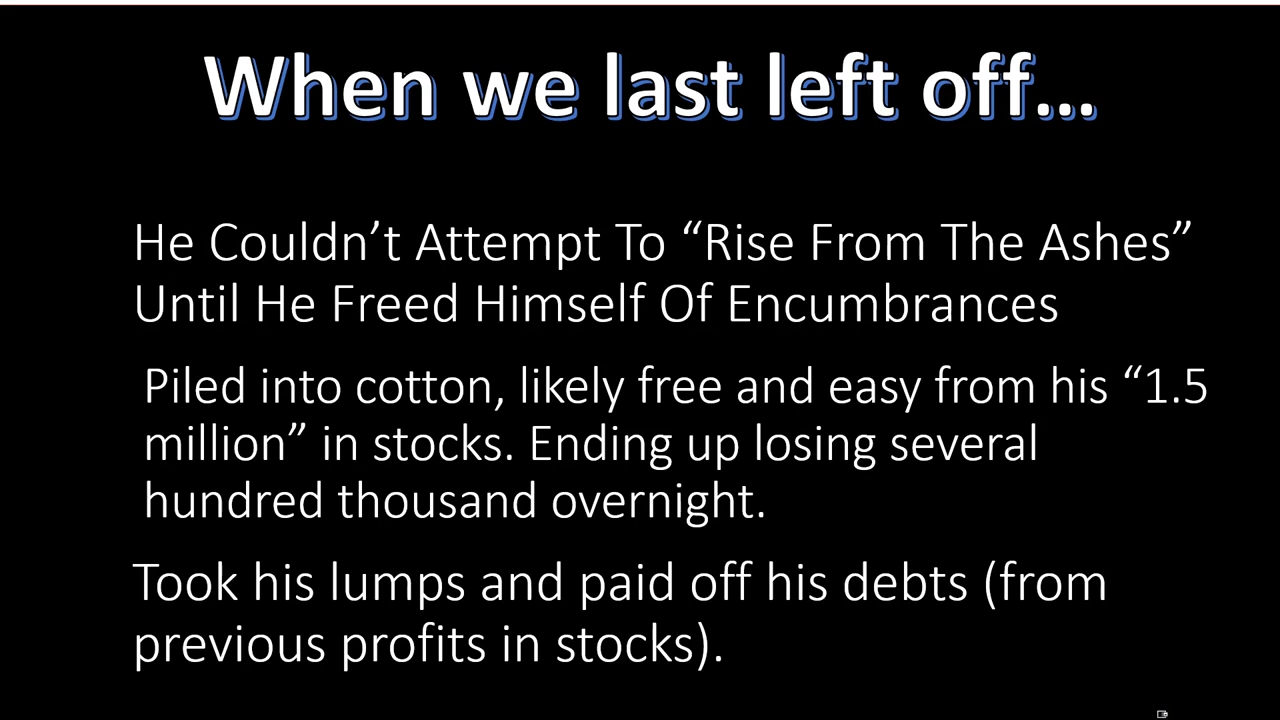 When we last left off...
He Couldn’t Attempt To “Rise From The Ashes”
Until He Freed Himself Of Encumbrances
Piled into cotton, likely free and easy from his “1.5
million” in stocks. Ending up losing several
hundred thousand overnight.
Took his lumps and paid off his debts (from
previous profits in stocks).